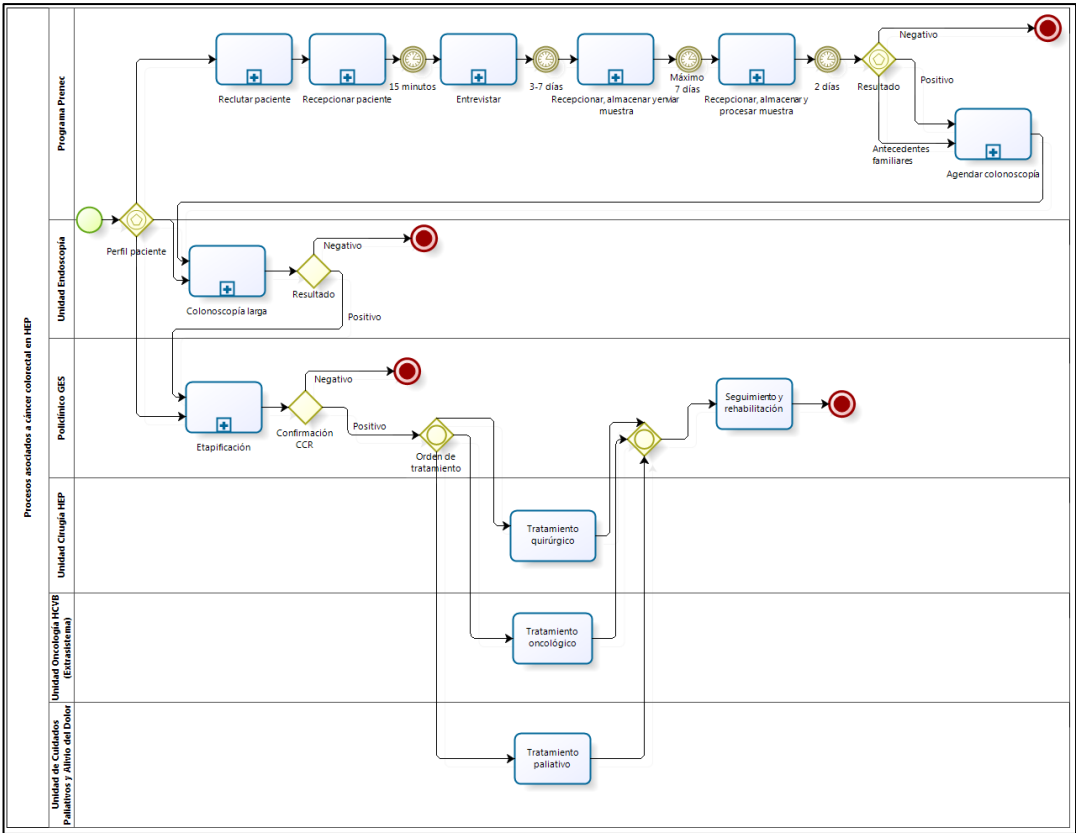 Procesos asociados a cáncer colorectal en HEP
Programa Prenec
Reclutar paciente
Recepcionar paciente
15 minutos
Entrevistar
3-7 días
Recepcionar, almacenar y enviar
muestra
Máximo
7 días
Recepcionar, almacenar y
procesar muestra
2 días
Resultado
Negativo
Positivo
Antecedentes
familiares
Agendar colonoscopía
Unidad Endoscopía
Perfil paciente
Colonoscopía larga
Resultado
Negativo
Positivo
Policlínico GES
Etapificación
Confirmación
CCR
Negativo
Positivo
Orden de
tratamiento
Seguimiento y
rehabilitación
Unidad Cirugía HEP
Tratamiento
quirúrgico
Unidad Oncología HCVB
(Extrasistema)
Tratamiento
oncológico
Unidad de Cuidados
Paliativos y Alivio del Dolor
Tratamiento
paliativo